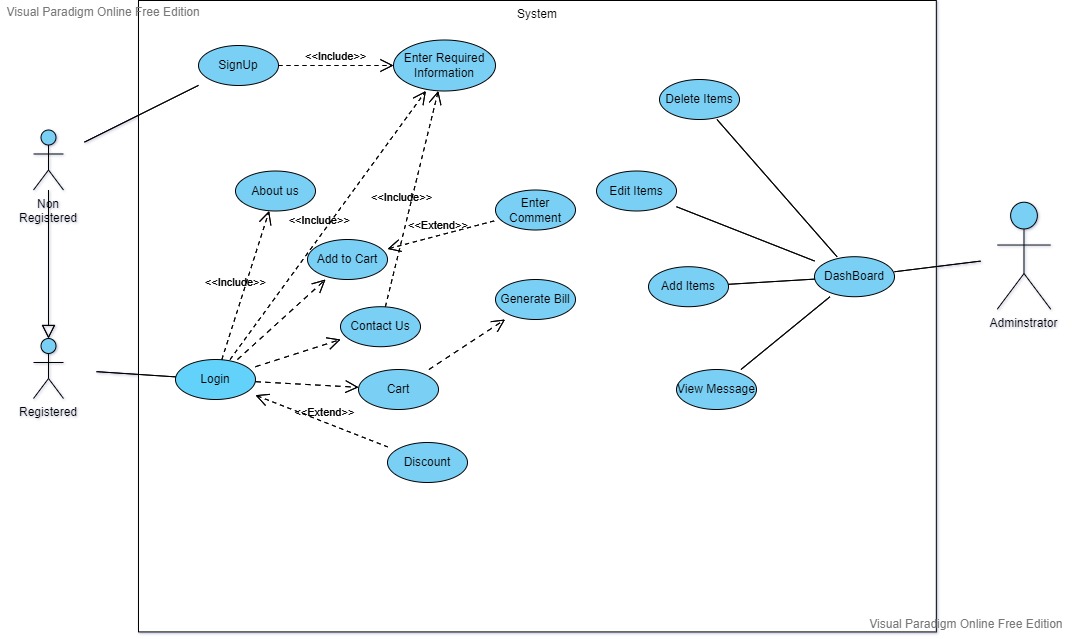 Visual Paradigm Online Free Edition
System
SignUp
<<Include>>
Enter Required
Information
Delete Items
Non
Registered
About us
<<Include>>
<<Include>>
<<Extend>>
Enter
Comment
Edit Items
Add to Cart
<<Include>>
Contact Us
Generate Bill
Add Items
DashBoard
Adminstrator
Login
Cart
View Message
Registered
<<Extend>>
Discount
Visual Paradigm Online Free Edition